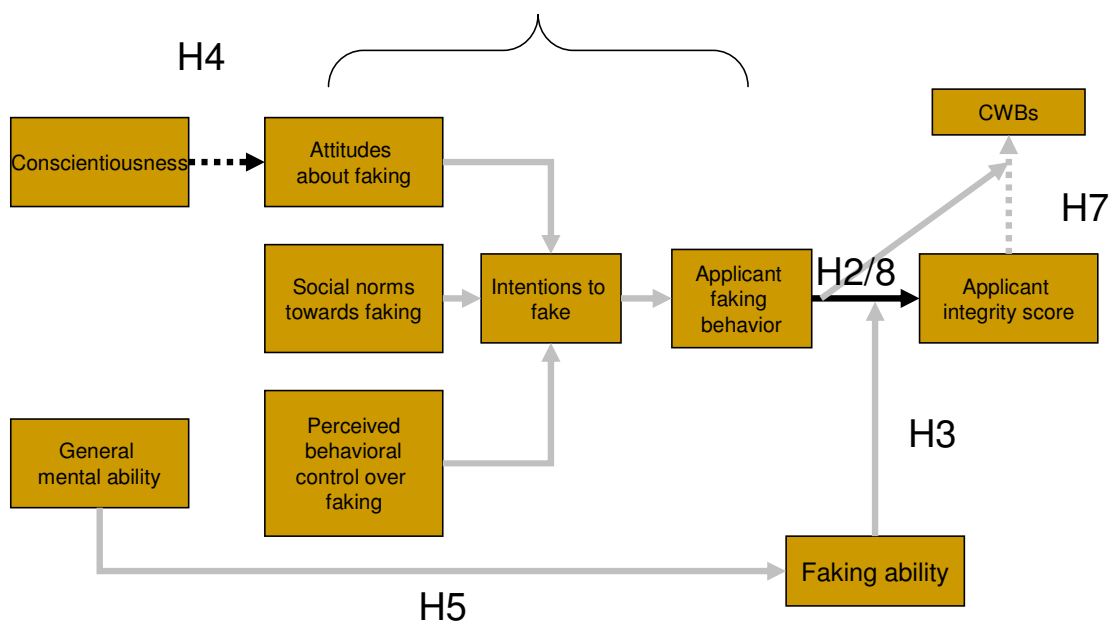 H4
CWBs
Conscientiousness
Attitudes
about faking
H7
Social norms
towards faking
Intentions to
fake
Applicant
faking
behavior
H2/8
Applicant
integrity score
General
mental ability
Perceived
behavioral
control over
faking
H3
Faking ability
H5